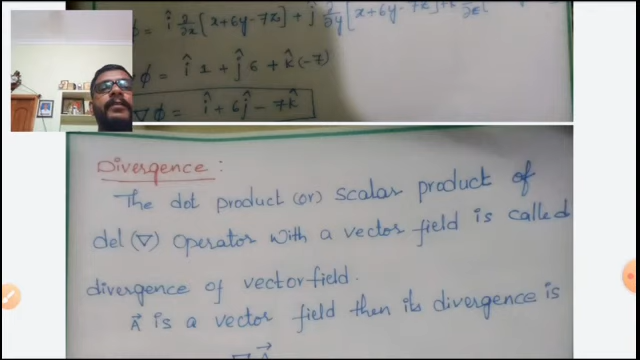 φ = î ∂/∂x [x+6y-7z] + ĵ ∂/∂y [x+6y-7z] +
φ = î 1 + ĵ 6 + k̂ (-7)
∇φ = î + 6ĵ - 7k̂
Divergence :
The dot product (or) scalar product of
del (∇) operator with a vector field is called
divergence of vector field.
A⃗ is a vector field then its divergence is